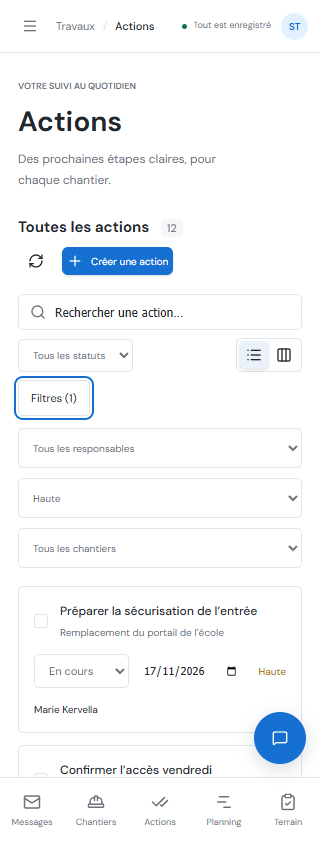 Travaux / Actions
Tout est enregistré
ST
VOTRE SUIVI AU QUOTIDIEN
Actions
Des prochaines étapes claires, pour
chaque chantier.
Toutes les actions 12
Créer une action
Rechercher une action...
Tous les statuts
Filtres (1)
Tous les responsables
Haute
Tous les chantiers
Préparer la sécurisation de l'entrée
Remplacement du portail de l'école
En cours 17/11/2026 Haute
Marie Kervella
Confirmer l'accès vendredi
Messages Chantiers Actions Planning Terrain